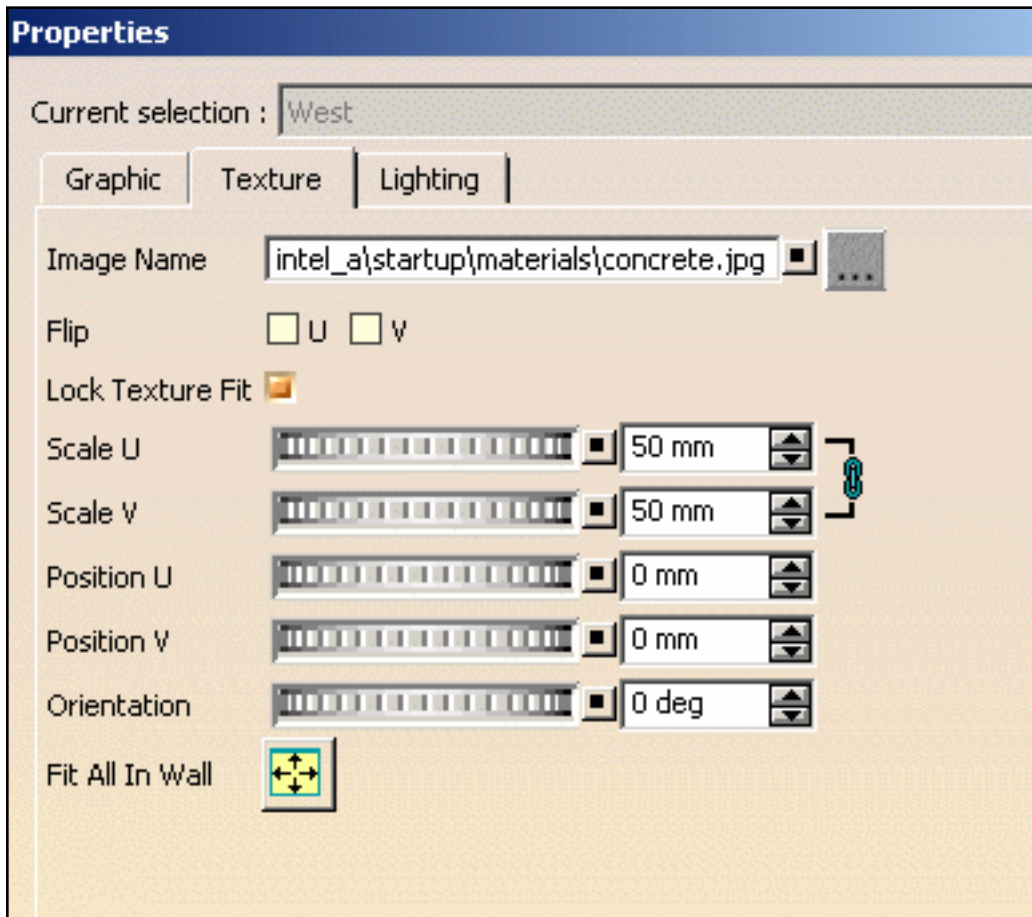 Properties
Current selection : West
Graphic Texture Lighting
Image Name intel_a\startup\materials\concrete.jpg ...
Flip U V
Lock Texture Fit
Scale U 50 mm
Scale V 50 mm
Position U 0 mm
Position V 0 mm
Orientation 0 deg
Fit All In Wall